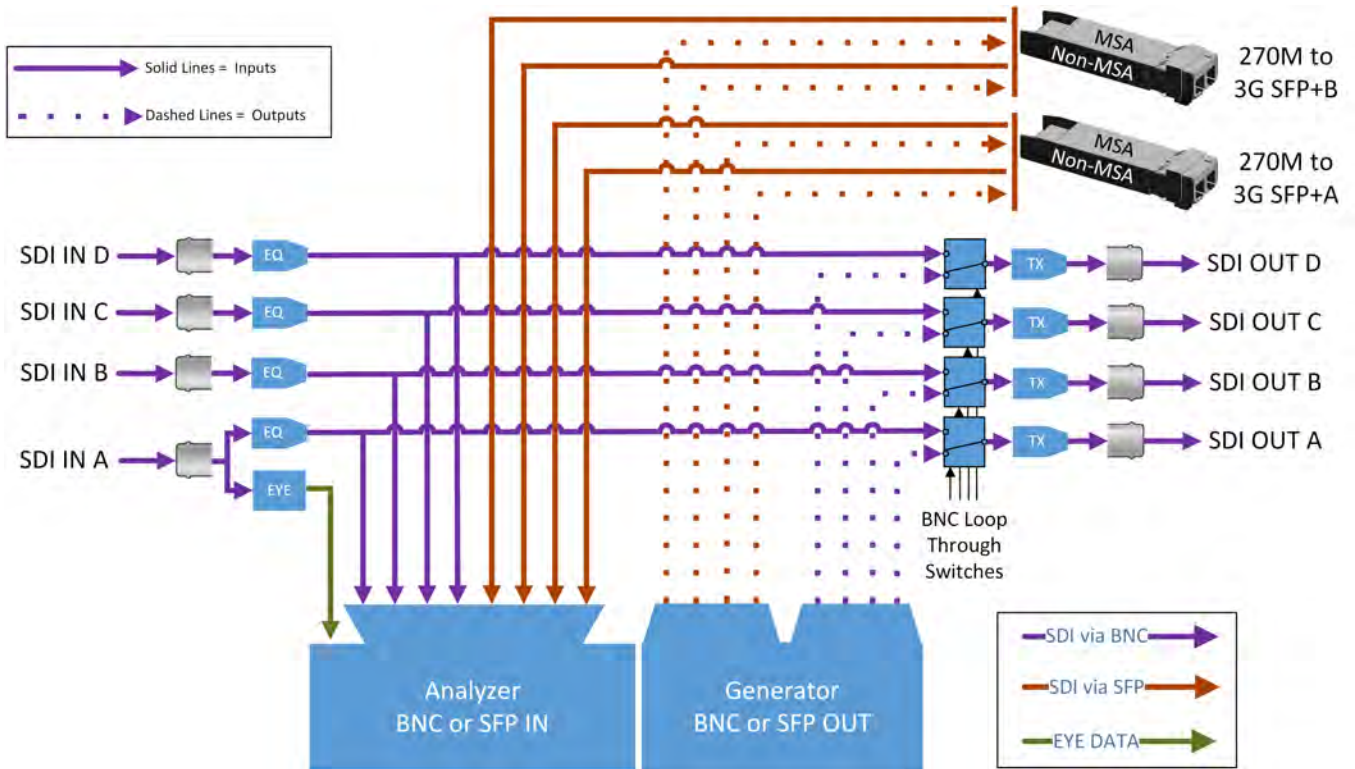 Solid Lines = Inputs
Dashed Lines = Outputs
MSA
Non-MSA
270M to
3G SFP+B
MSA
Non-MSA
270M to
3G SFP+A
SDI IN D
EQ
TX
SDI OUT D
SDI IN C
EQ
TX
SDI OUT C
SDI IN B
EQ
TX
SDI OUT B
SDI IN A
EQ
TX
SDI OUT A
EYE
BNC Loop
Through
Switches
Analyzer
BNC or SFP IN
Generator
BNC or SFP OUT
SDI via BNC
SDI via SFP
EYE DATA